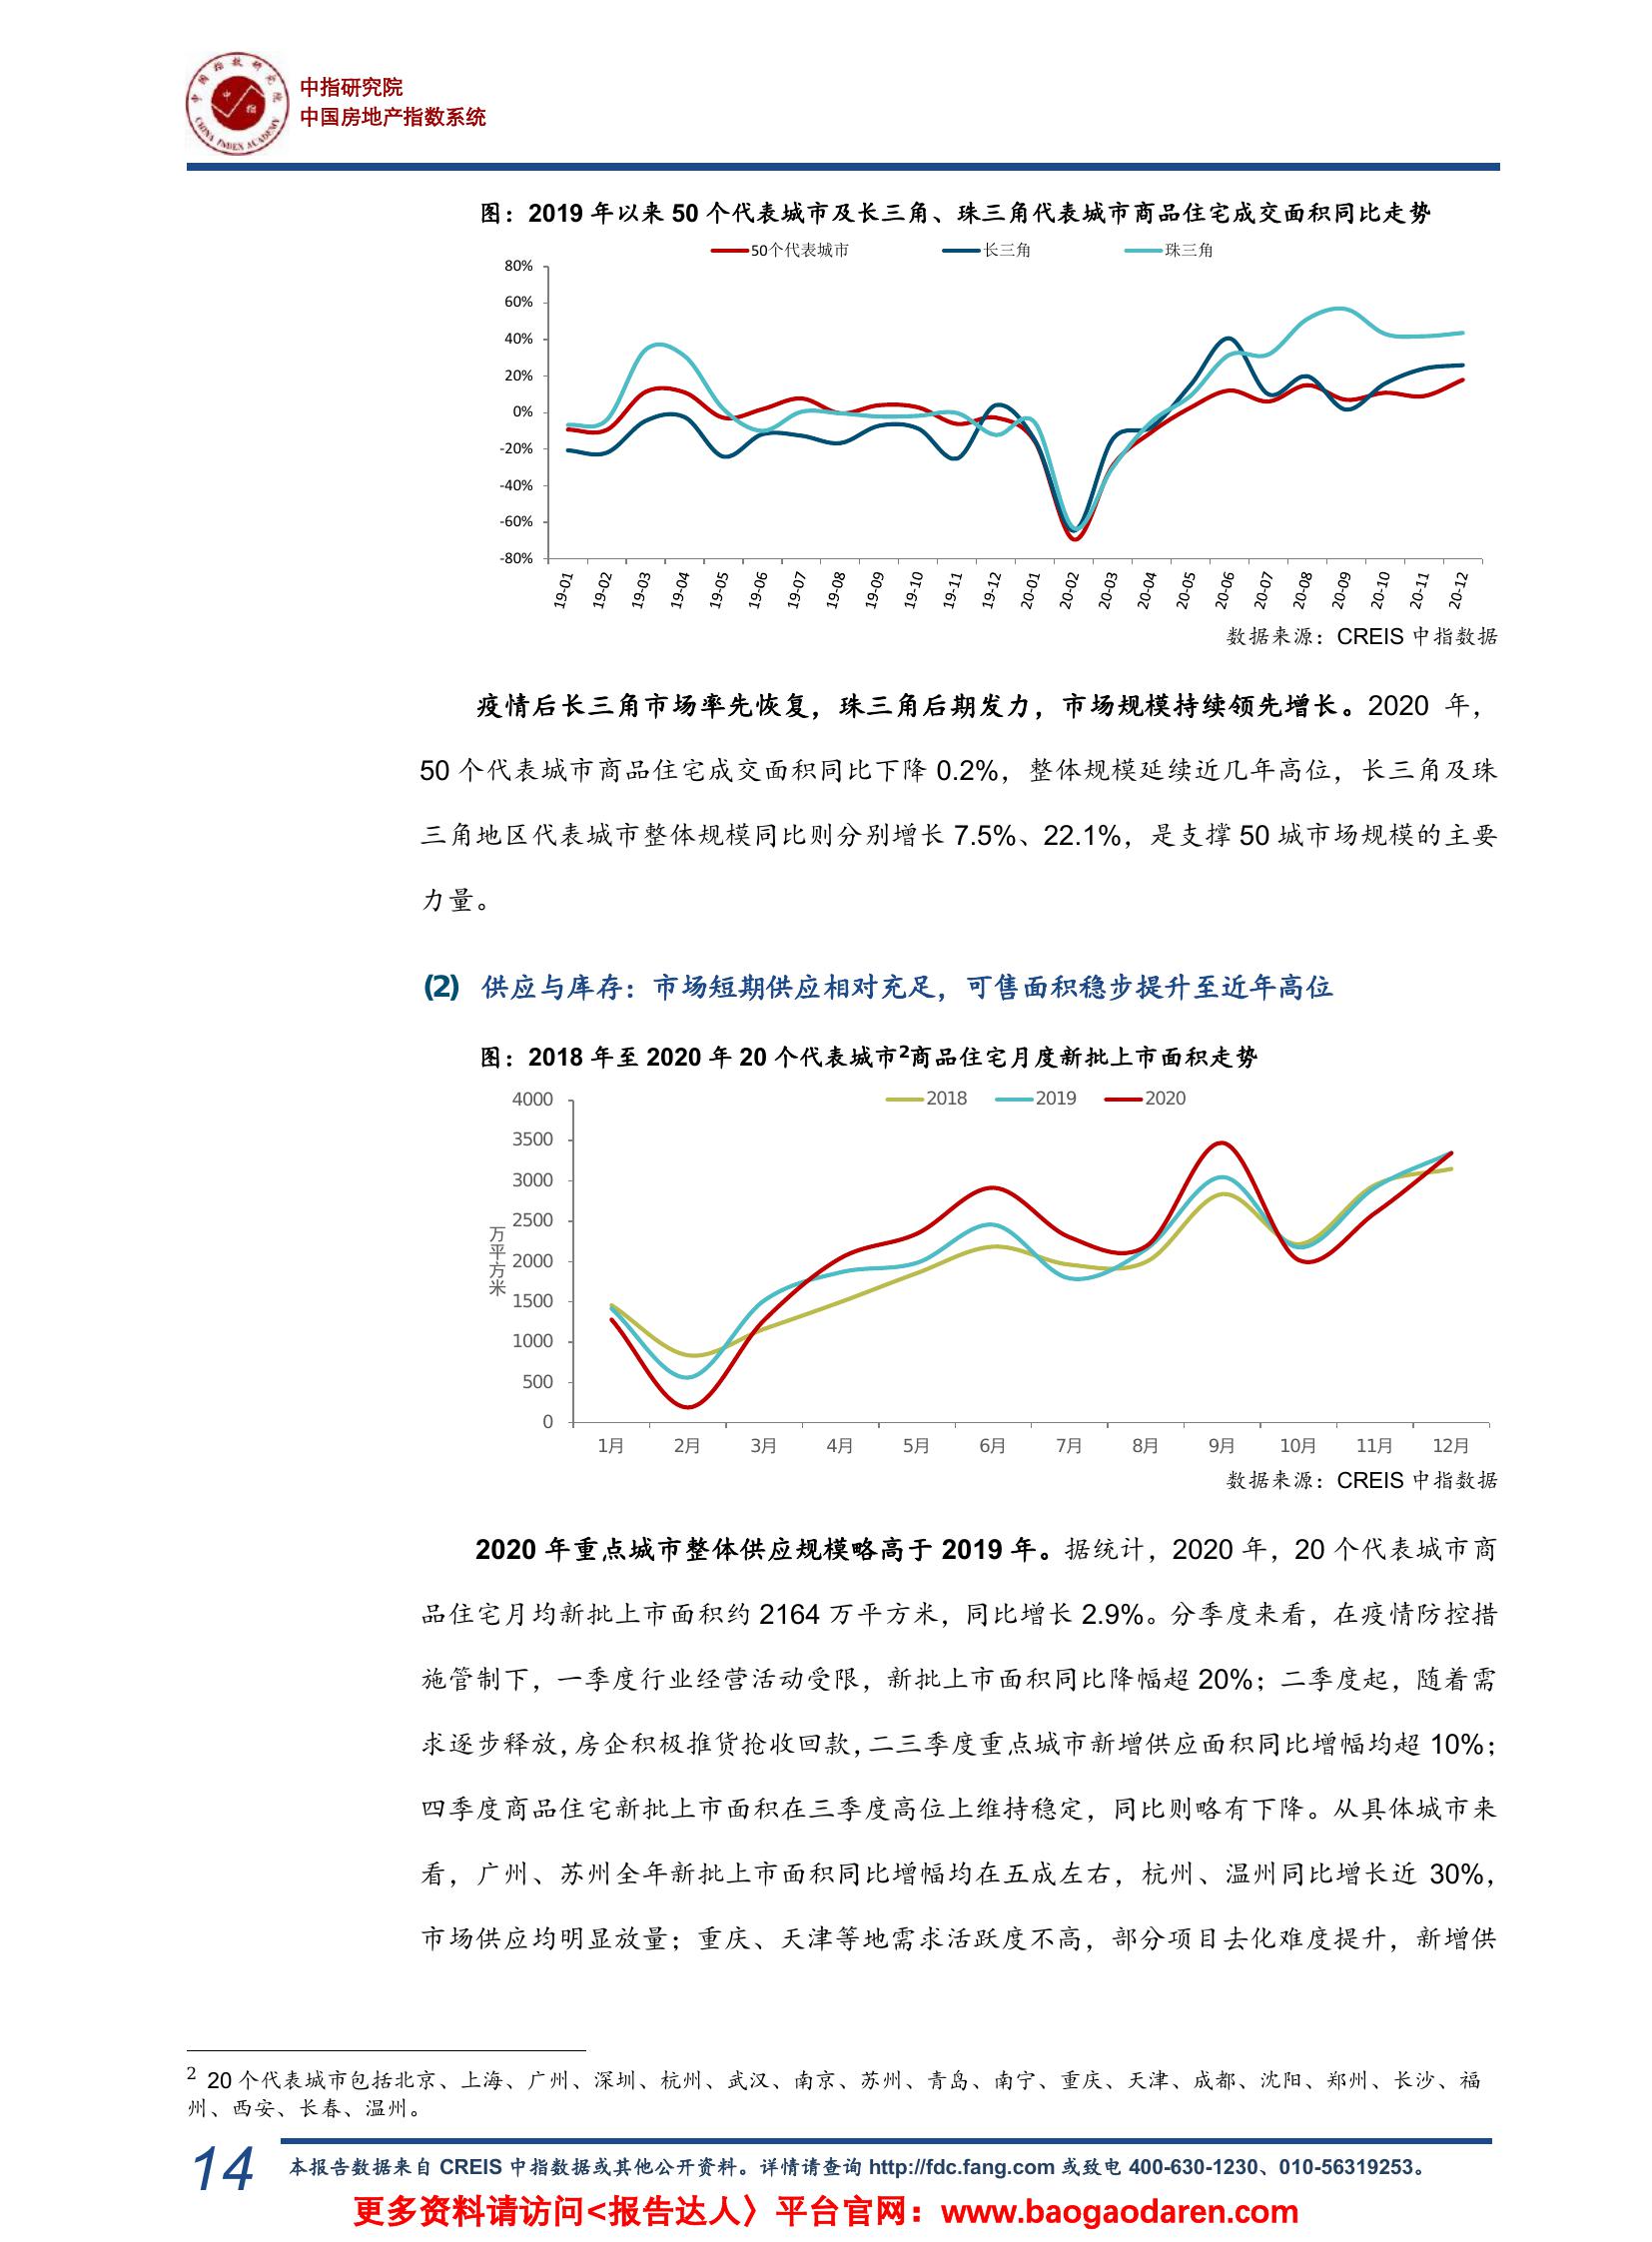 中指研究院
中国房地产指数系统
中国指数研究院
中指
CHINA INDEX ACADEMY
图：2019 年以来 50 个代表城市及长三角、珠三角代表城市商品住宅成交面积同比走势
50个代表城市 长三角 珠三角
80%
60%
40%
20%
0%
-20%
-40%
-60%
-80%
19-01 19-02 19-03 19-04 19-05 19-06 19-07 19-08 19-09 19-10 19-11 19-12 20-01 20-02 20-03 20-04 20-05 20-06 20-07 20-08 20-09 20-10 20-11 20-12
数据来源：CREIS 中指数据
疫情后长三角市场率先恢复，珠三角后期发力，市场规模持续领先增长。2020 年，
50 个代表城市商品住宅成交面积同比下降 0.2%，整体规模延续近几年高位，长三角及珠
三角地区代表城市整体规模同比则分别增长 7.5%、22.1%，是支撑 50 城市场规模的主要
力量。
(2) 供应与库存：市场短期供应相对充足，可售面积稳步提升至近年高位
图：2018 年至 2020 年 20 个代表城市2商品住宅月度新批上市面积走势
2018 2019 2020
4000
3500
3000
2500
2000
1500
1000
500
0
万平方米
1月 2月 3月 4月 5月 6月 7月 8月 9月 10月 11月 12月
数据来源：CREIS 中指数据
2020 年重点城市整体供应规模略高于 2019 年。据统计，2020 年，20 个代表城市商
品住宅月均新批上市面积约 2164 万平方米，同比增长 2.9%。分季度来看，在疫情防控措
施管制下，一季度行业经营活动受限，新批上市面积同比降幅超 20%；二季度起，随着需
求逐步释放，房企积极推货抢收回款，二三季度重点城市新增供应面积同比增幅均超 10%；
四季度商品住宅新批上市面积在三季度高位上维持稳定，同比则略有下降。从具体城市来
看，广州、苏州全年新批上市面积同比增幅均在五成左右，杭州、温州同比增长近 30%，
市场供应均明显放量；重庆、天津等地需求活跃度不高，部分项目去化难度提升，新增供
2 20 个代表城市包括北京、上海、广州、深圳、杭州、武汉、南京、苏州、青岛、南宁、重庆、天津、成都、沈阳、郑州、长沙、福
州、西安、长春、温州。
14 本报告数据来自 CREIS 中指数据或其他公开资料。详情请查询 http://fdc.fang.com 或致电 400-630-1230、010-56319253。
更多资料请访问<报告达人〉平台官网：www.baogaodaren.com